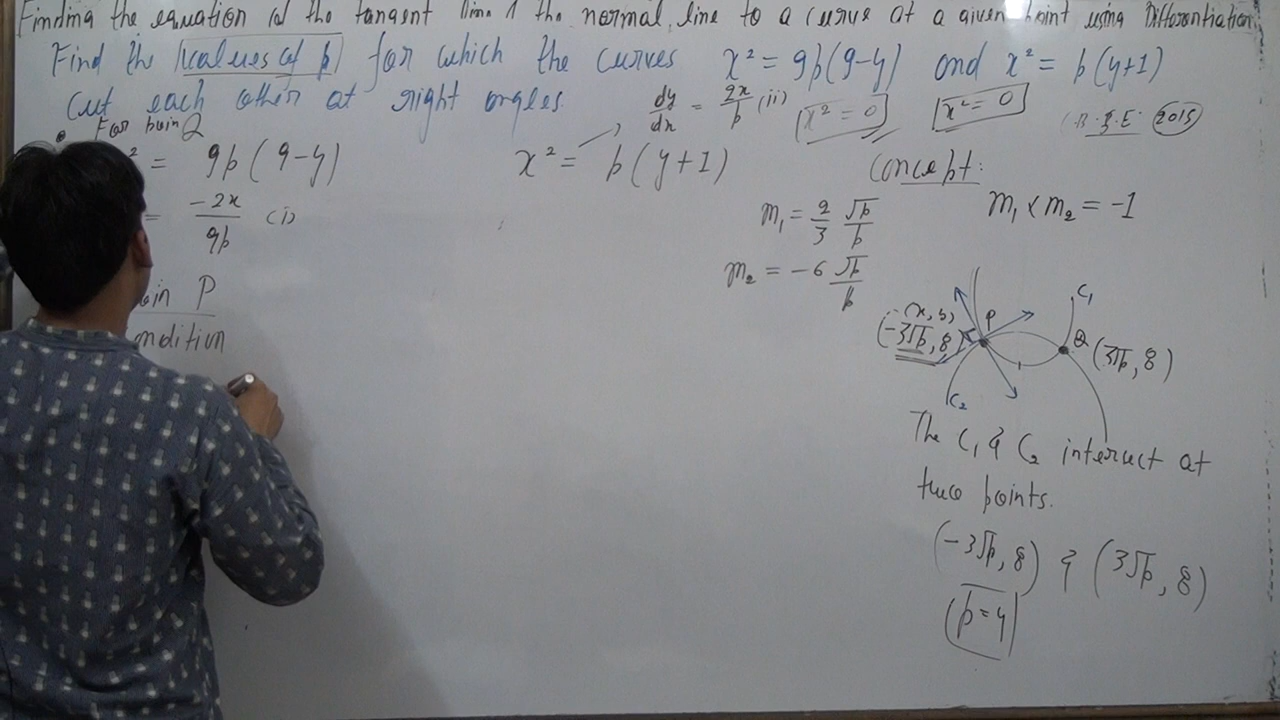 Finding the equation of the tangent line & the normal line to a curve at a given point using Differentiation
Find the values of p for which the curves x² = 9p(9-y) and x² = p(y+1)
cut each other at right angles.
dy/dx = 2x/p (ii)
x² = 0
x² = 0
2015
For poin Q
² = 9p(9-y)
x² = p(y+1)
Concept:
= -2x/9p (i)
m₁ = 2/3 √p/p
m₁ × m₂ = -1
m₂ = -6 √p/p
oin P
ondition
C₁
P
(-3√p, 8)
Q (3√p, 8)
C₂
The C₁ & C₂ interect at
two points.
(-3√p, 8) & (3√p, 8)
p=4